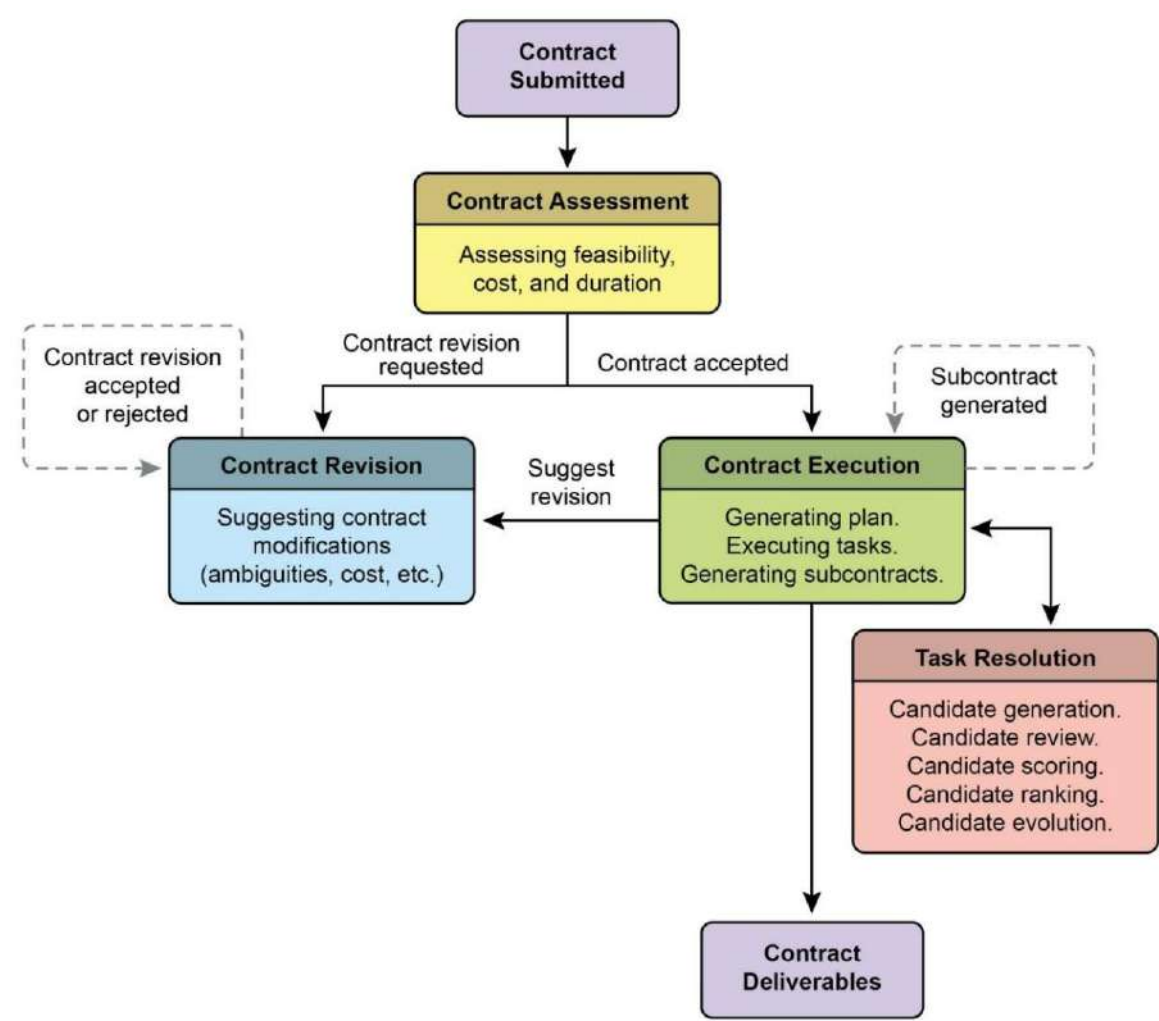 Contract
Submitted
Contract Assessment
Assessing feasibility,
cost, and duration
Contract revision
requested
Contract accepted
Contract revision
accepted
or rejected
Subcontract
generated
Contract Revision
Suggesting contract
modifications
(ambiguities, cost, etc.)
Suggest
revision
Contract Execution
Generating plan.
Executing tasks.
Generating subcontracts.
Task Resolution
Candidate generation.
Candidate review.
Candidate scoring.
Candidate ranking.
Candidate evolution.
Contract
Deliverables